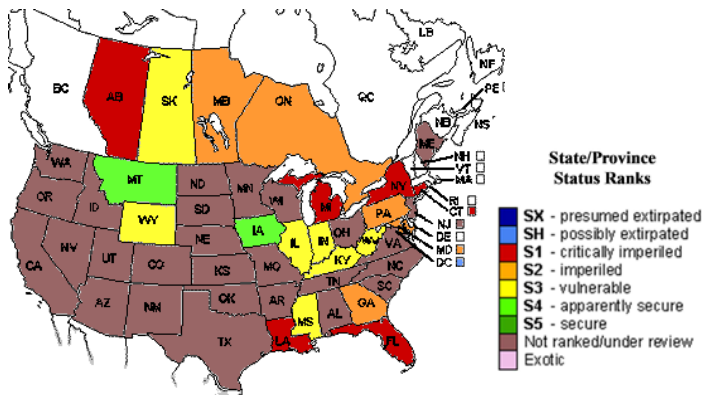 LB
NF
BC
AB
SK
MB
ON
QC
PE
NB
NS
ME
WA
MT
ND
MN
NH
VT
MA
OR
ID
SD
WI
MI
NY
RI
CT
WY
NE
IA
PA
NJ
NV
UT
CO
IL
IN
OH
DE
CA
KS
MO
KY
WV
VA
MD
DC
AZ
NM
OK
AR
TN
NC
SC
TX
LA
MS
AL
GA
FL
State/Province
Status Ranks
SX - presumed extirpated
SH - possibly extirpated
S1 - critically imperiled
S2 - imperiled
S3 - vulnerable
S4 - apparently secure
S5 - secure
Not ranked/under review
Exotic